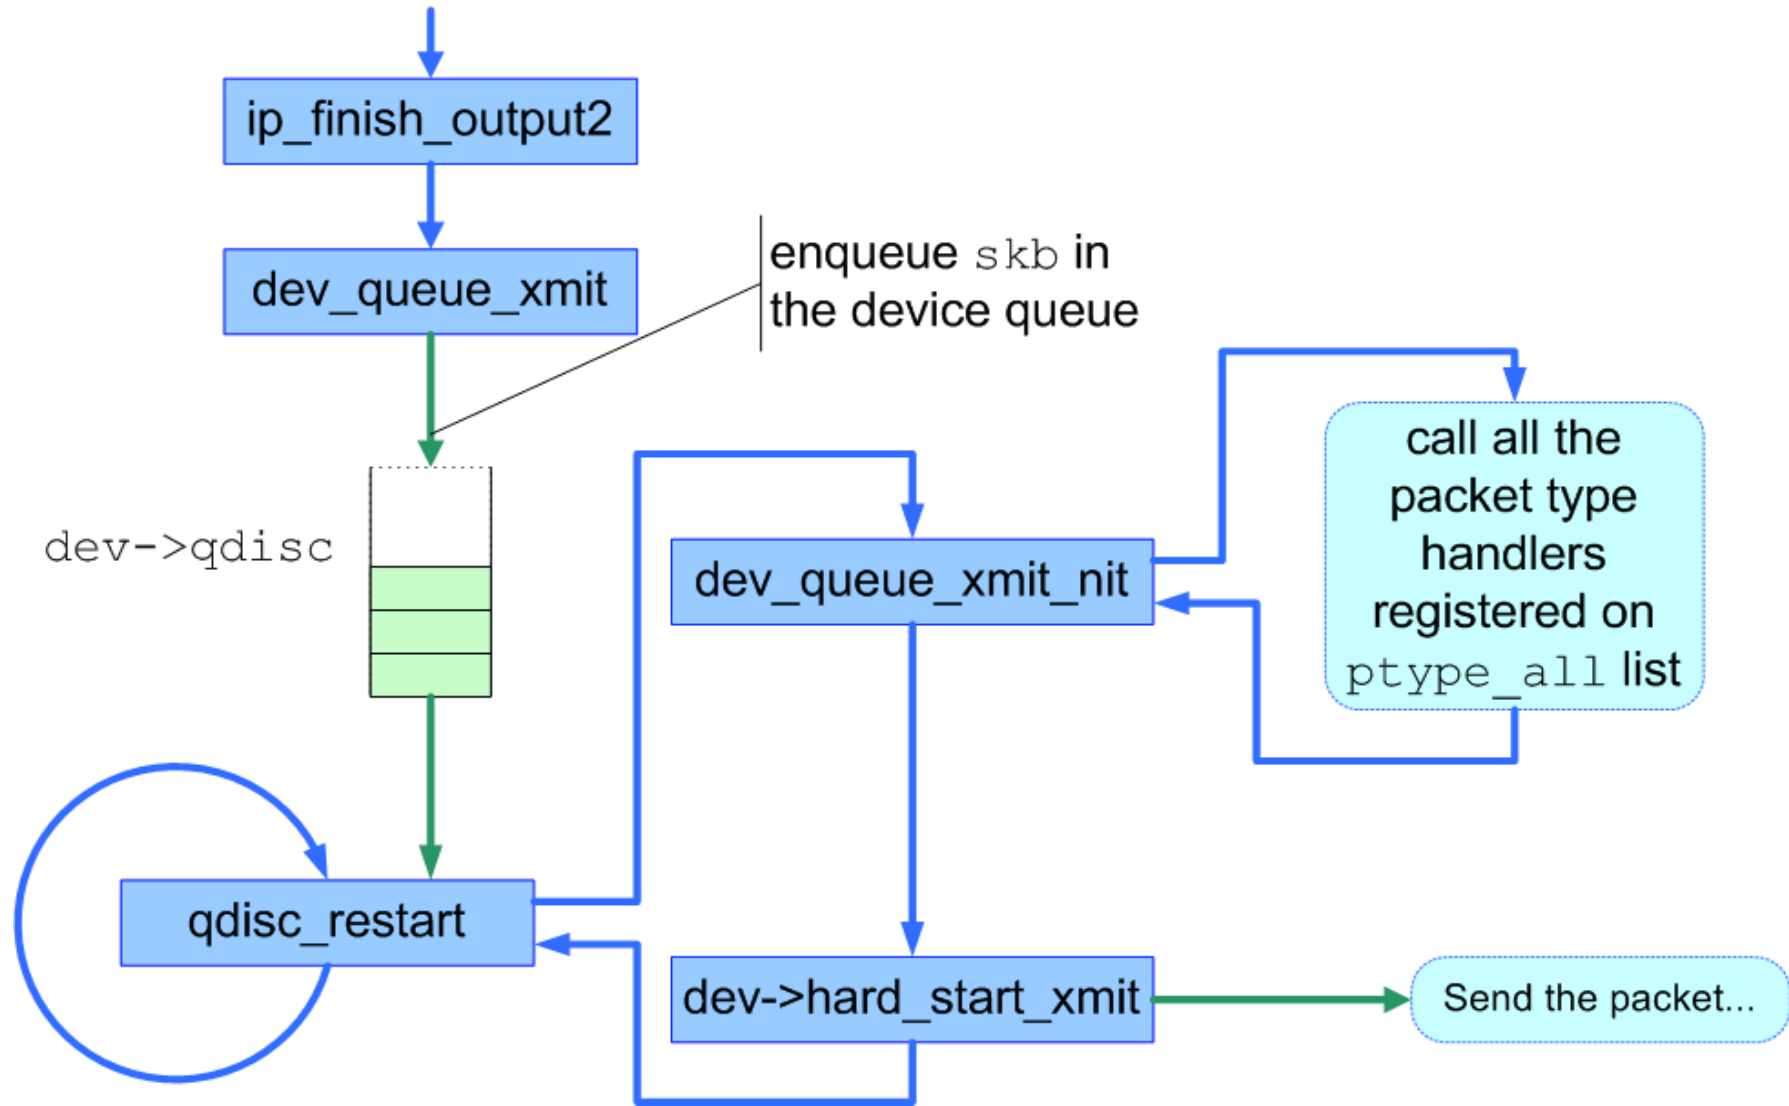 ip_finish_output2
dev_queue_xmit
enqueue skb in
the device queue
dev->qdisc
dev_queue_xmit_nit
call all the
packet type
handlers
registered on
ptype_all list
qdisc_restart
dev->hard_start_xmit
Send the packet...